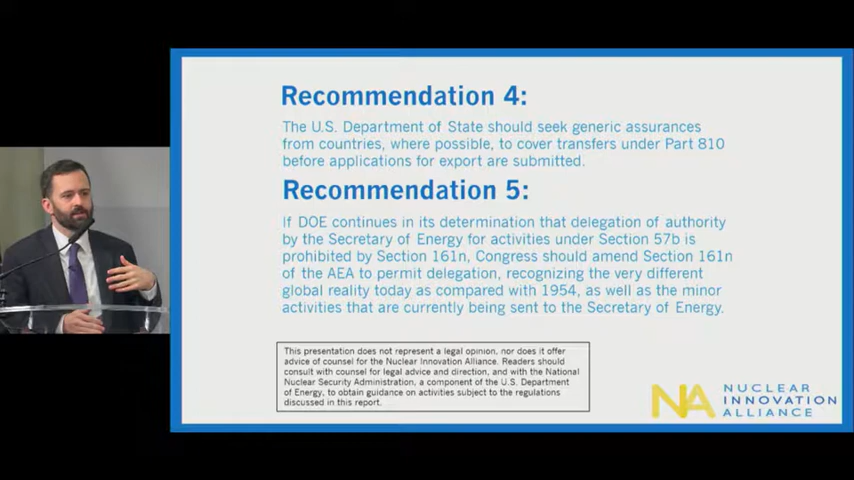 Recommendation 4:
The U.S. Department of State should seek generic assurances
from countries, where possible, to cover transfers under Part 810
before applications for export are submitted.
Recommendation 5:
If DOE continues in its determination that delegation of authority
by the Secretary of Energy for activities under Section 57b is
prohibited by Section 161n, Congress should amend Section 161n
of the AEA to permit delegation, recognizing the very different
global reality today as compared with 1954, as well as the minor
activities that are currently being sent to the Secretary of Energy.
This presentation does not represent a legal opinion, nor does it offer
advice of counsel for the Nuclear Innovation Alliance. Readers should
consult with counsel for legal advice and direction, and with the National
Nuclear Security Administration, a component of the U.S. Department
of Energy, to obtain guidance on activities subject to the regulations
discussed in this report.
NIA
NUCLEAR
INNOVATION
ALLIANCE